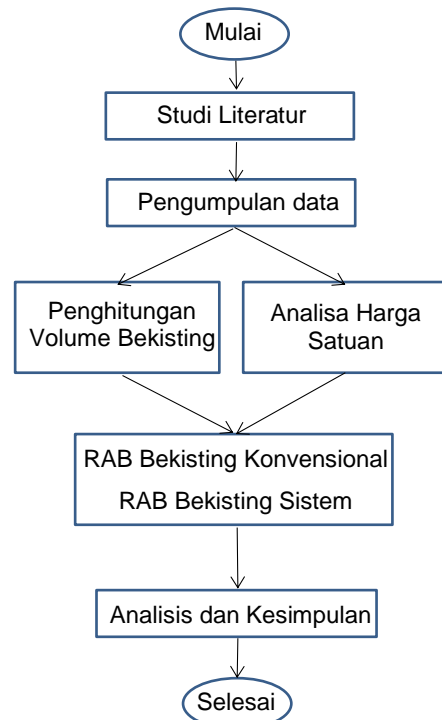 Mulai
Studi Literatur
Pengumpulan data
Penghitungan
Volume Bekisting
Analisa Harga
Satuan
RAB Bekisting Konvensional
RAB Bekisting Sistem
Analisis dan Kesimpulan
Selesai